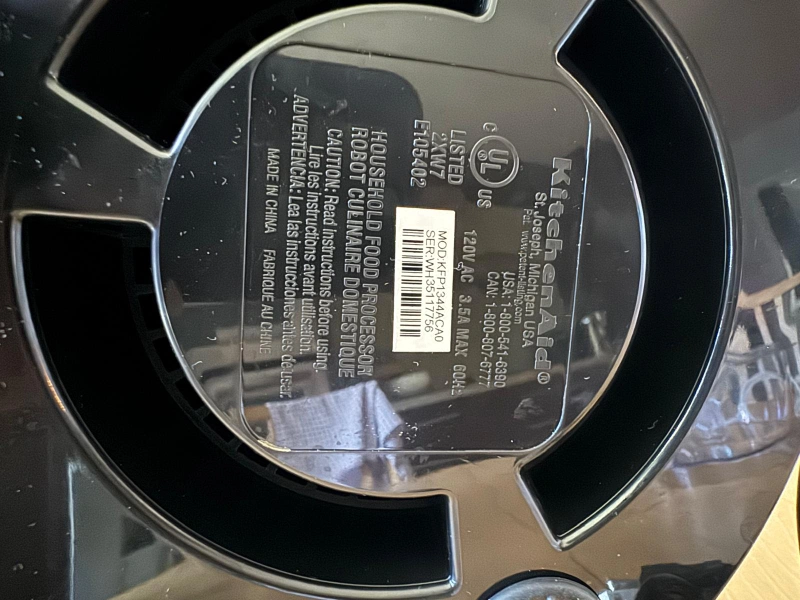 KitchenAid®
St. Joseph, Michigan USA
USA: 1-800-541-6390
CAN.: 1-800-807-6777
120V AC 3.5A MAX 60Hz
C UL US
®
LISTED
2XW7
E105402
MOD:KFP1344ACA0
SER:WH35117756
HOUSEHOLD FOOD PROCESSOR
ROBOT CULINAIRE DOMESTIQUE
CAUTION: Read instructions before using.
Lire les instructions avant utilisation.
ADVERTENCIA: Lea las instrucciones antes de usar.
MADE IN CHINA FABRIQUÉ AU CHINE